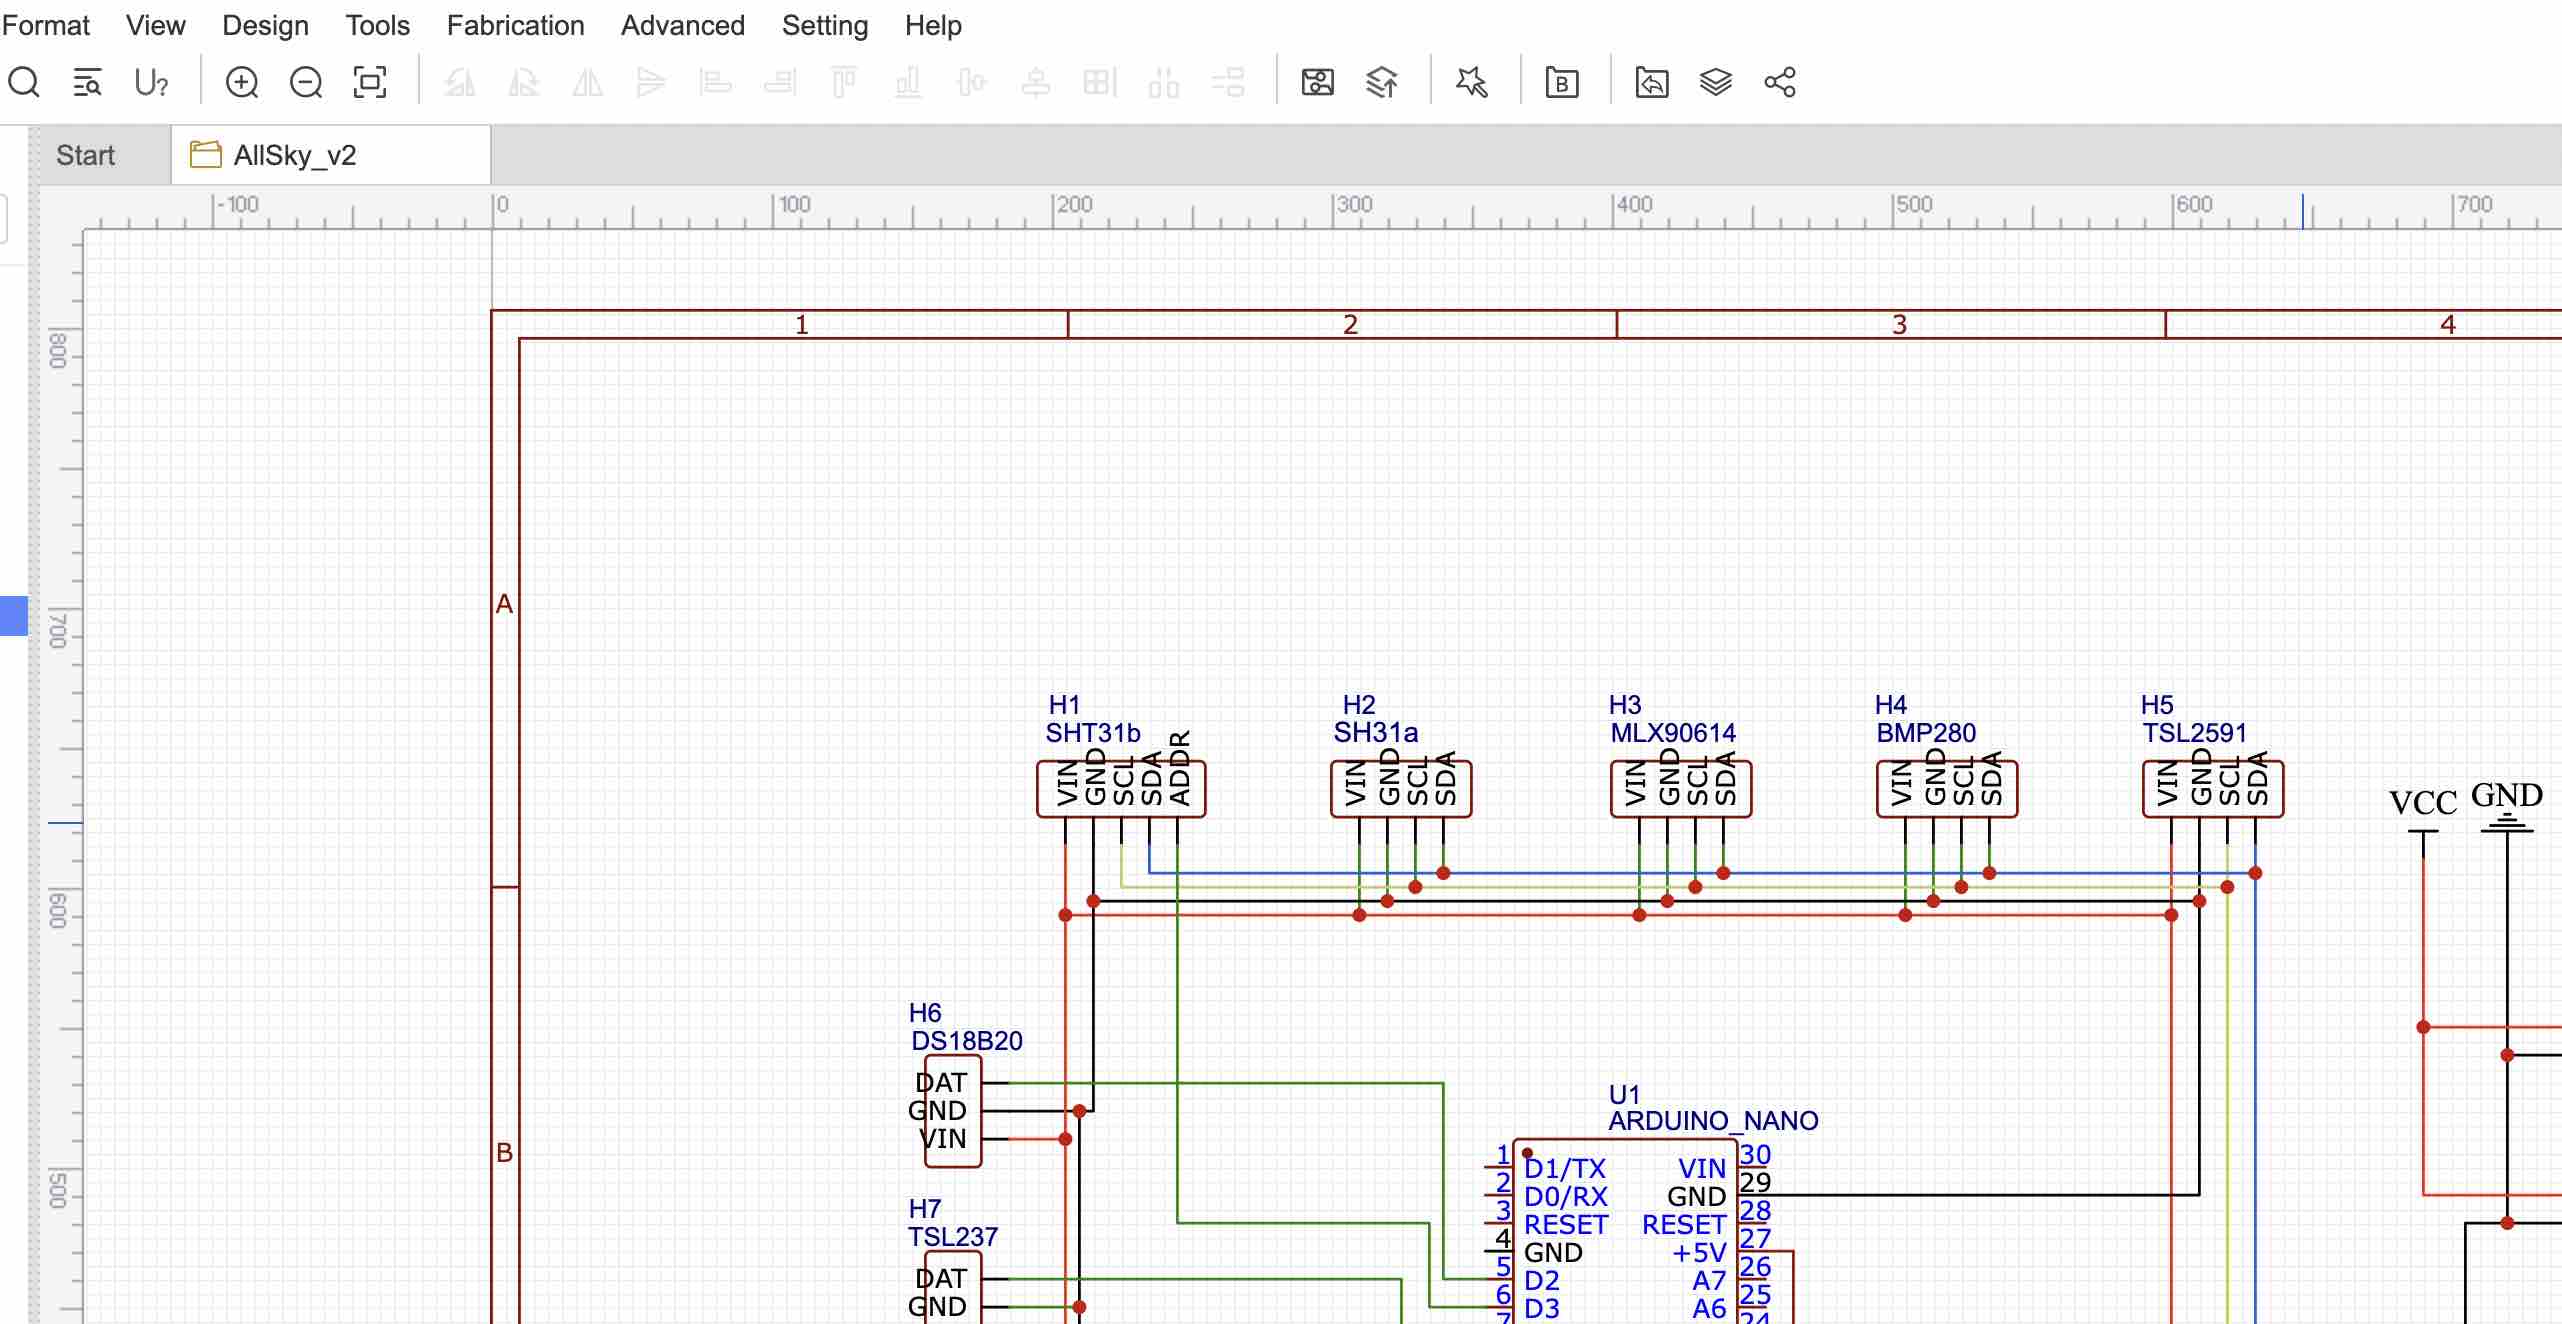 Format View Design Tools Fabrication Advanced Setting Help
U?
B
Start AllSky_v2
-100 0 100 200 300 400 500 600 700
800
700
600
500
1 2 3 4
A
B
H1
SHT31b
VIN
GND
SCL
SDA
ADDR
H2
SH31a
VIN
GND
SCL
SDA
H3
MLX90614
VIN
GND
SCL
SDA
H4
BMP280
VIN
GND
SCL
SDA
H5
TSL2591
VIN
GND
SCL
SDA
VCC GND
H6
DS18B20
DAT
GND
VIN
H7
TSL237
DAT
GND
U1
ARDUINO_NANO
1 D1/TX VIN 30
2 D0/RX GND 29
3 RESET RESET 28
4 GND +5V 27
5 D2 A7 26
6 D3 A6 25
7 24